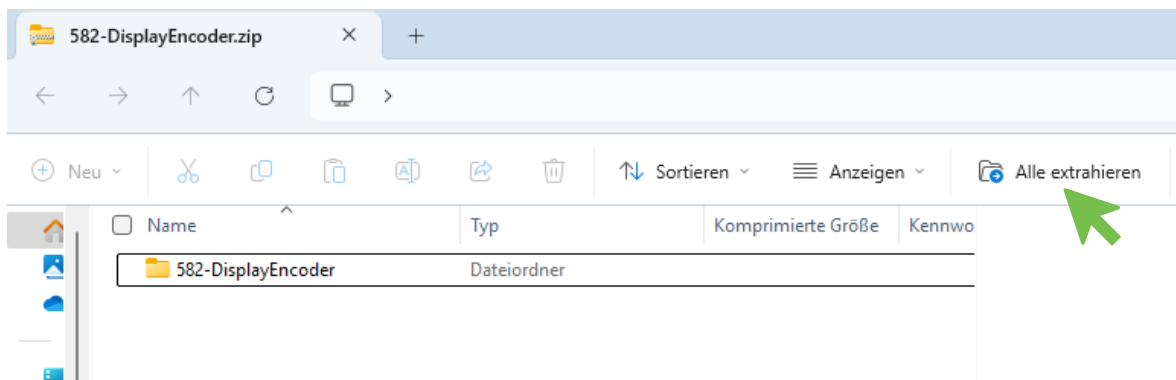 582-DisplayEncoder.zip
Neu
Sortieren
Anzeigen
Alle extrahieren
Name Typ Komprimierte Größe Kennwo
582-DisplayEncoder Dateiordner